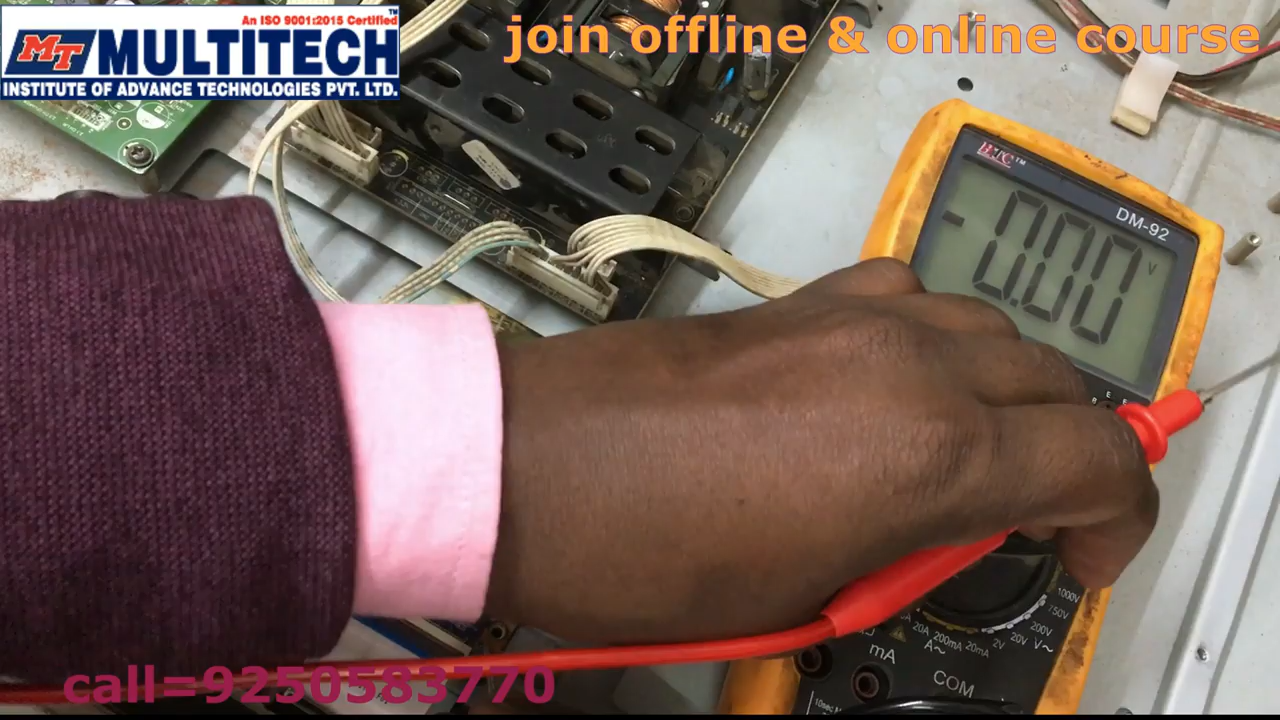 An ISO 9001:2015 Certified
TM
MT MULTITECH
INSTITUTE OF ADVANCE TECHNOLOGIES PVT. LTD.
join offline & online course
DM-92
-0.00 V
1000V
750V
200V
20V V~
2V
20mA
200mA
20A
A~
mA
COM
call=9250583770